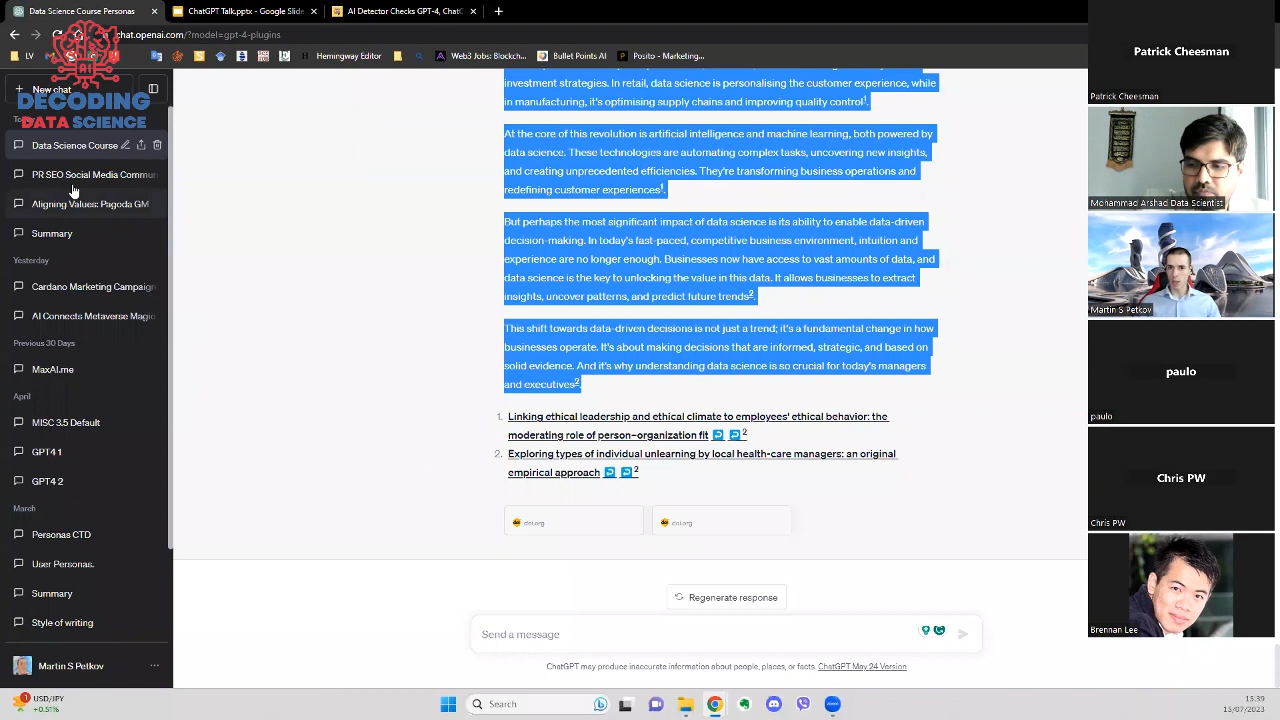 Data Science
ChatGPT Talkpptx - Google Slide
AI Detector Checks GPT-4, ChatG
chat.openai.com/?model=gpt-4-plugins
LV
Hemingway Editor
Web3 Jobs: Blockch
Bullet Points AI
Posito - Marketing...
AI
DECODING
DATA SCIENCE
New chat
Data Science Course
PR SEO Social Media Commun
Aligning Values: Pagoda GM
Summary
Yesterday
Cardano Marketing Campaign
AI Connects Metaverse Magic
Previous 30 Days
MaxAI.me
April
MISC 3.5 Default
GPT4 1
GPT4 2
March
Personas CTD
User Personas.
Summary
Style of writing
Martin S Petkov
investment strategies. In retail, data science is personalising the customer experience, while
in manufacturing, it's optimising supply chains and improving quality control1.
At the core of this revolution is artificial intelligence and machine learning, both powered by
data science. These technologies are automating complex tasks, uncovering new insights,
and creating unprecedented efficiencies. They're transforming business operations and
redefining customer experiences1.
But perhaps the most significant impact of data science is its ability to enable data-driven
decision-making. In today's fast-paced, competitive business environment, intuition and
experience are no longer enough. Businesses now have access to vast amounts of data, and
data science is the key to unlocking the value in this data. It allows businesses to extract
insights, uncover patterns, and predict future trends2.
This shift towards data-driven decisions is not just a trend; it's a fundamental change in how
businesses operate. It's about making decisions that are informed, strategic, and based on
solid evidence. And it's why understanding data science is so crucial for today's managers
and executives2.
1. Linking ethical leadership and ethical climate to employees' ethical behavior: the
moderating role of person–organization fit 2
2. Exploring types of individual unlearning by local health-care managers: an original
empirical approach 2
doi.org
doi.org
Regenerate response
Send a message
ChatGPT may produce inaccurate information about people, places, or facts. ChatGPT May 24 Version
Patrick Cheesman
Patrick Cheesman
Mohammad Arshad Data Scientist
Martin S Petkov
paulo
paulo
Chris PW
Chris PW
Brennan Lee
1
USD/JPY
+0.51%
Search
zoom
15.39
15/07/2023